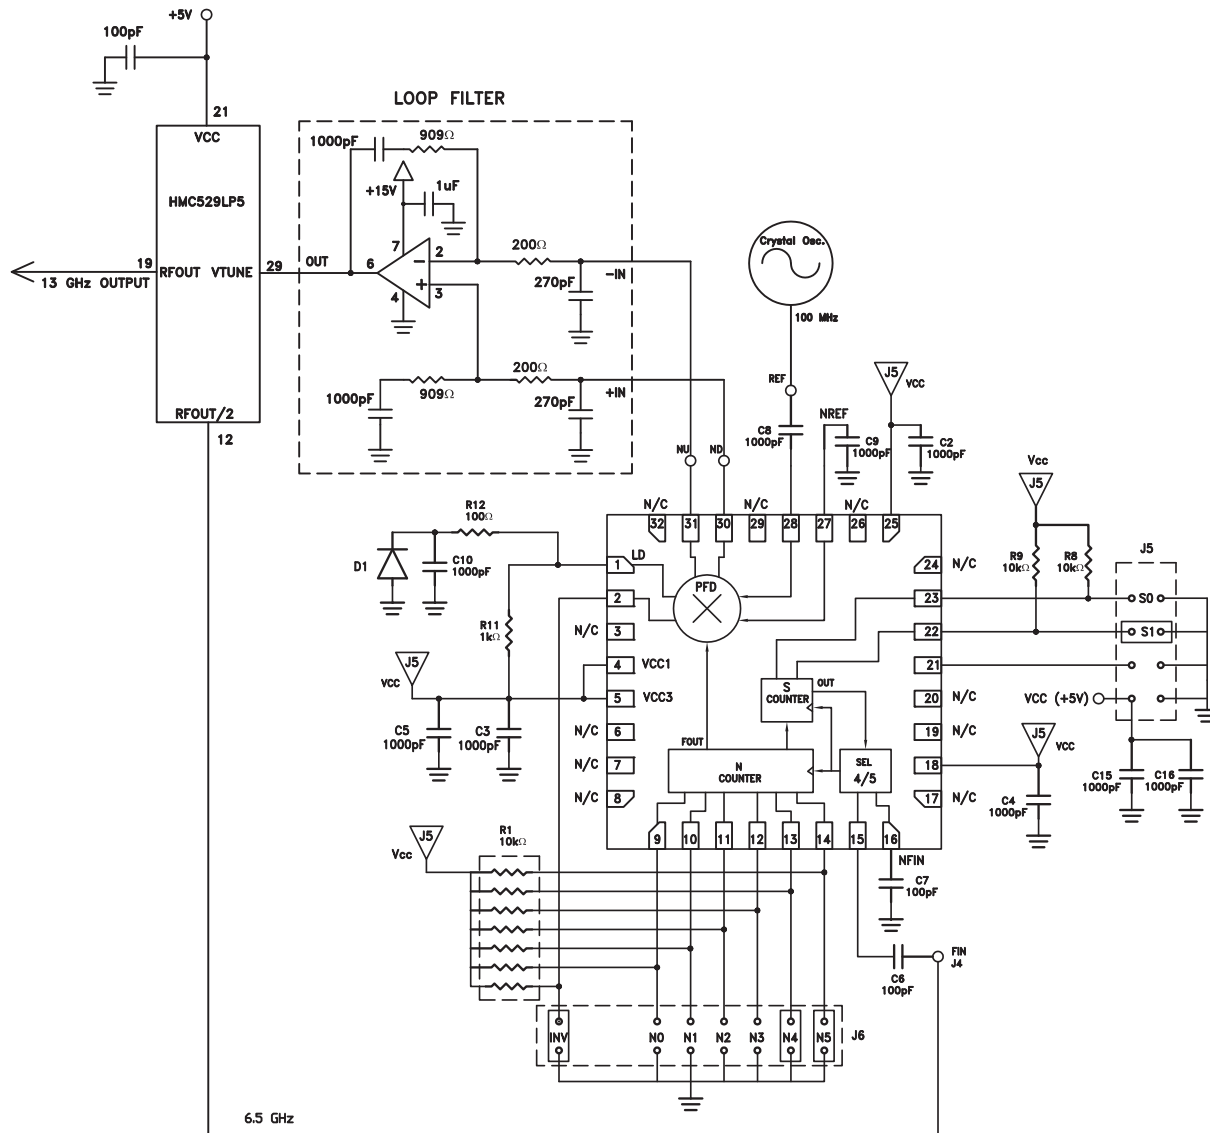 +5V
100pF
21
VCC
HMC529LP5
19
RFOUT VTUNE
29
13 GHz OUTPUT
RFOUT/2
12
LOOP FILTER
1000pF
909Ω
+15V
1uF
7
2
200Ω
OUT
6
−
270pF
−IN
+
4
3
200Ω
+IN
1000pF
909Ω
270pF
Crystal Osc.
100 MHz
REF
J5
VCC
NREF
C8
1000pF
C9
1000pF
C2
1000pF
NU
ND
Vcc
J5
N/C
N/C
N/C
32
31
30
29
28
27
26
25
R12
100Ω
D1
C10
1000pF
LD
1
2
N/C
3
4
VCC1
5
VCC3
N/C
6
N/C
7
N/C
8
R11
1kΩ
J5
VCC
C5
1000pF
C3
1000pF
PFD
S
COUNTER
OUT
FOUT
N
COUNTER
SEL
4/5
24
N/C
23
22
21
20
N/C
19
N/C
18
17
N/C
R9
10kΩ
R8
10kΩ
J5
S0
S1
VCC (+5V)
J5
VCC
C4
1000pF
C15
1000pF
C16
1000pF
9
10
11
12
13
14
15
16
NFIN
C7
100pF
J5
Vcc
R1
10kΩ
C6
100pF
FIN
J4
INV
N0
N1
N2
N3
N4
N5
J6
6.5 GHz